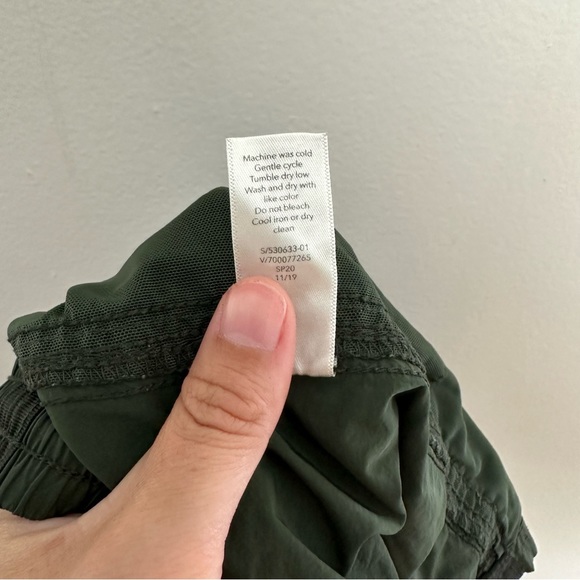 Machine was cold
Gentle cycle
Tumble dry low
Wash and dry with
like color
Do not bleach
Cool iron or dry
clean
S/530633-01
V/700077265
SP20
11/19